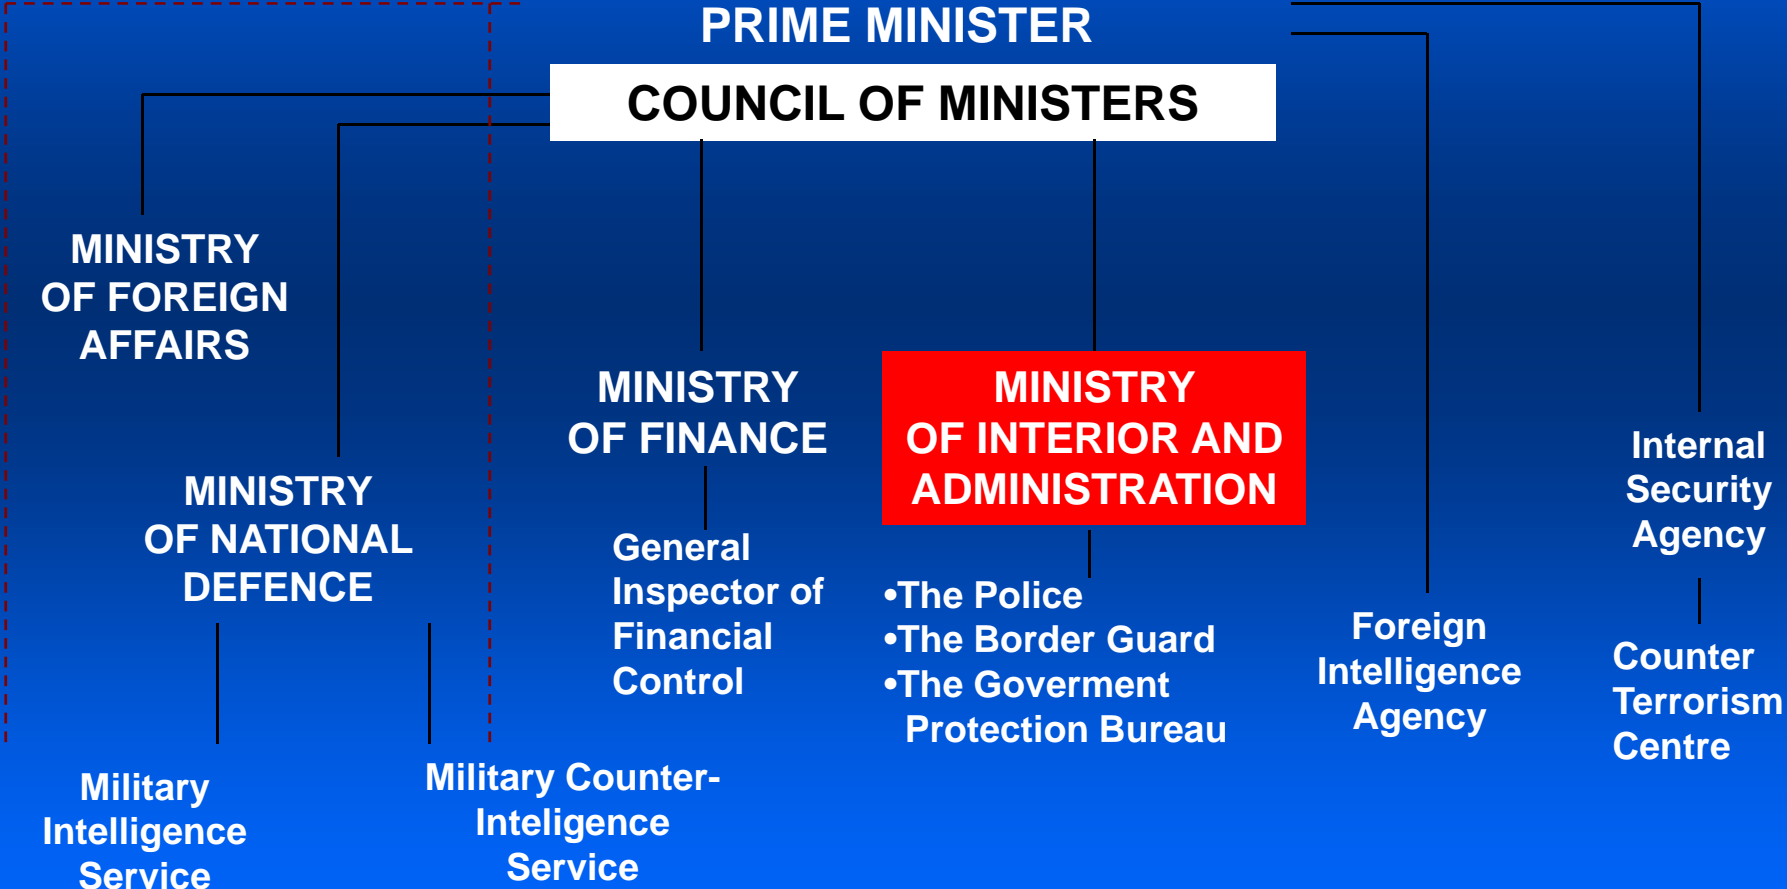 PRIME MINISTER
COUNCIL OF MINISTERS
MINISTRY
OF FOREIGN
AFFAIRS
MINISTRY
OF NATIONAL
DEFENCE
Military
Intelligence
Service
Military Counter-
Inteligence
Service
MINISTRY
OF FINANCE
General
Inspector of
Financial
Control
MINISTRY
OF INTERIOR AND
ADMINISTRATION
•The Police
•The Border Guard
•The Goverment
Protection Bureau
Foreign
Intelligence
Agency
Internal
Security
Agency
Counter
Terrorism
Centre